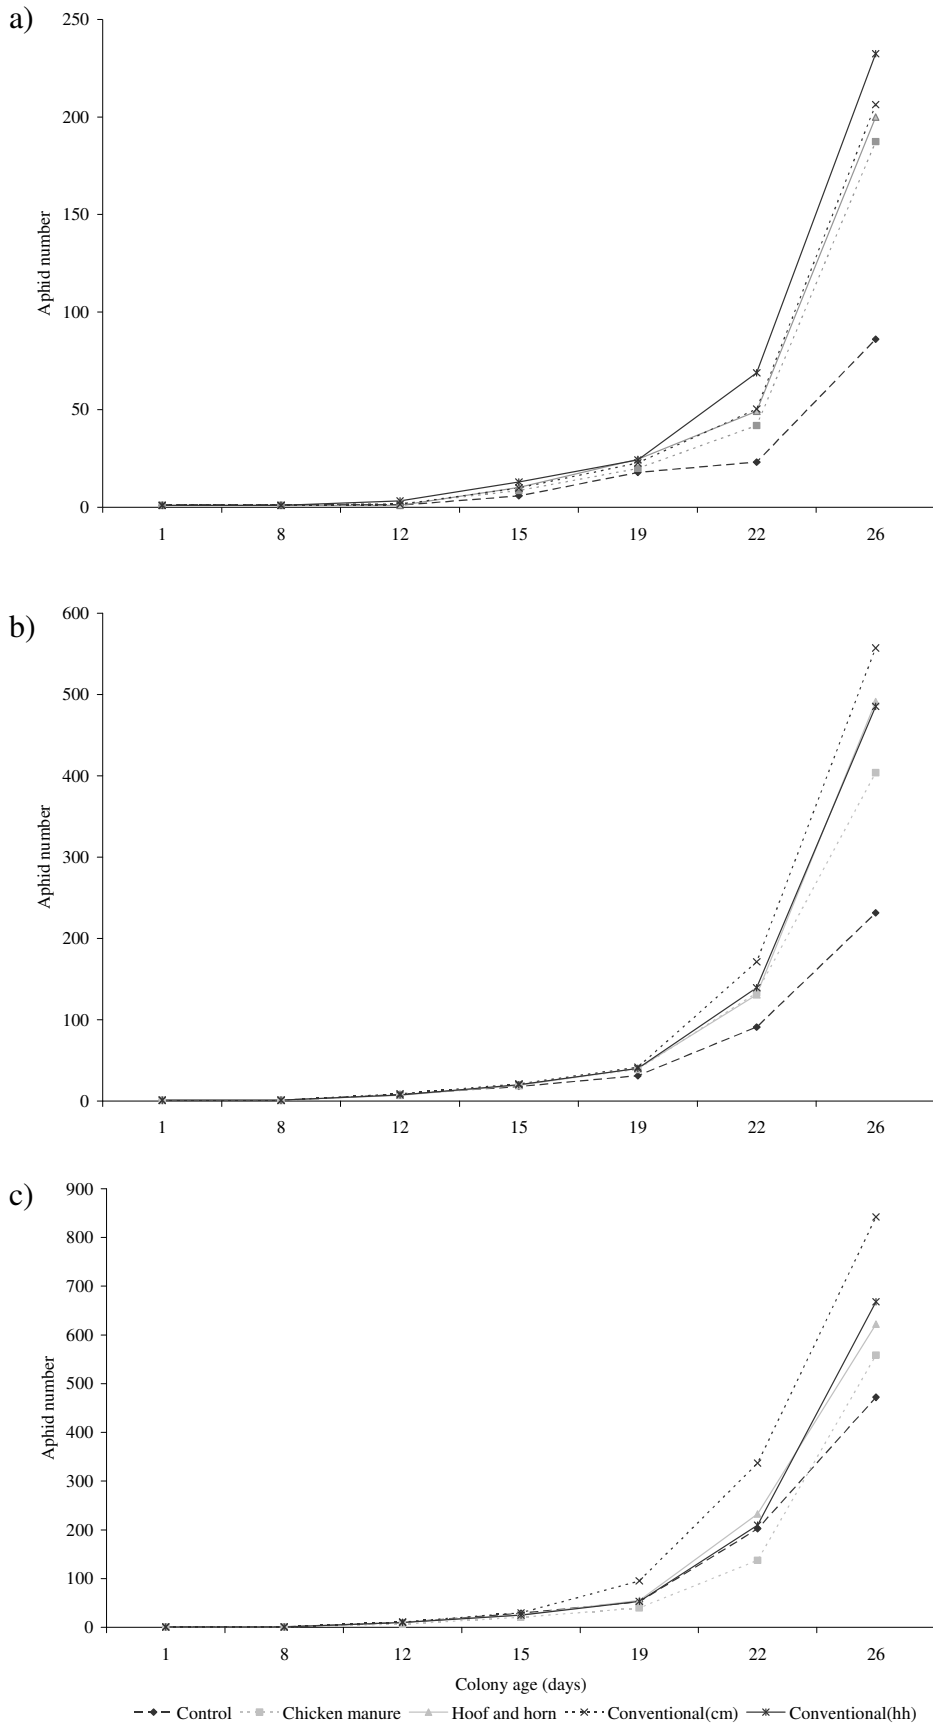 a)
250
200
150
100
50
0
Aphid number
1 8 12 15 19 22 26
b)
600
500
400
300
200
100
0
Aphid number
1 8 12 15 19 22 26
c)
900
800
700
600
500
400
300
200
100
0
Aphid number
1 8 12 15 19 22 26
Colony age (days)
Control Chicken manure Hoof and horn Conventional(cm) Conventional(hh)